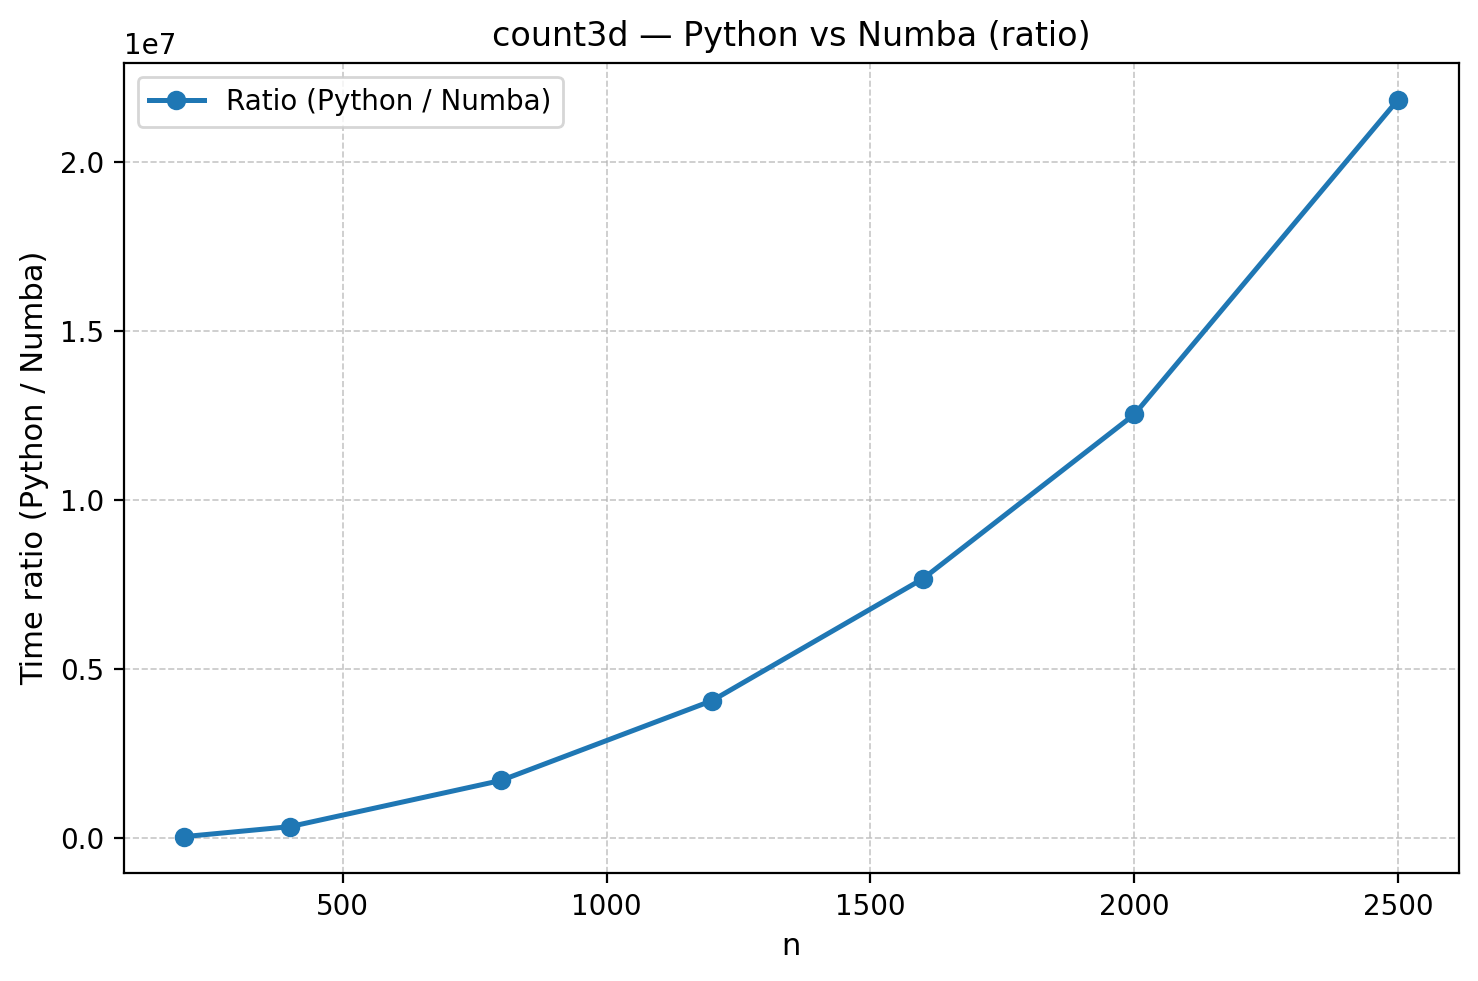 count3d — Python vs Numba (ratio)
1e7
Ratio (Python / Numba)
Time ratio (Python / Numba)
2.0
1.5
1.0
0.5
0.0
500 1000 1500 2000 2500
n